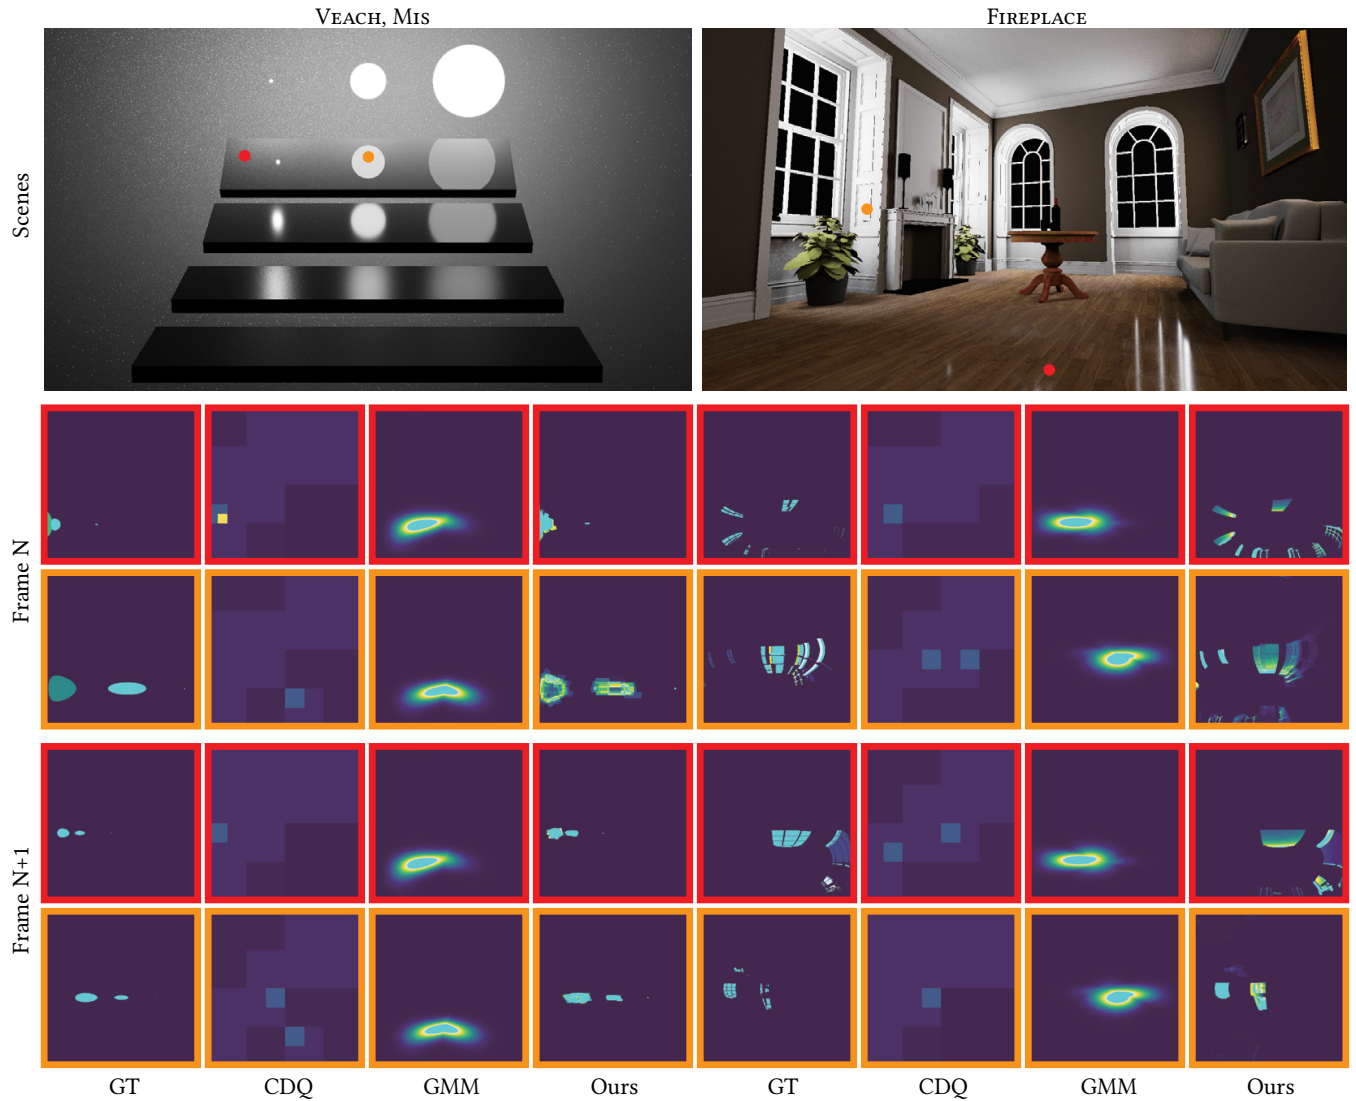 Veach, Mis
Fireplace
Scenes
Frame N
Frame N+1
GT CDQ GMM Ours GT CDQ GMM Ours